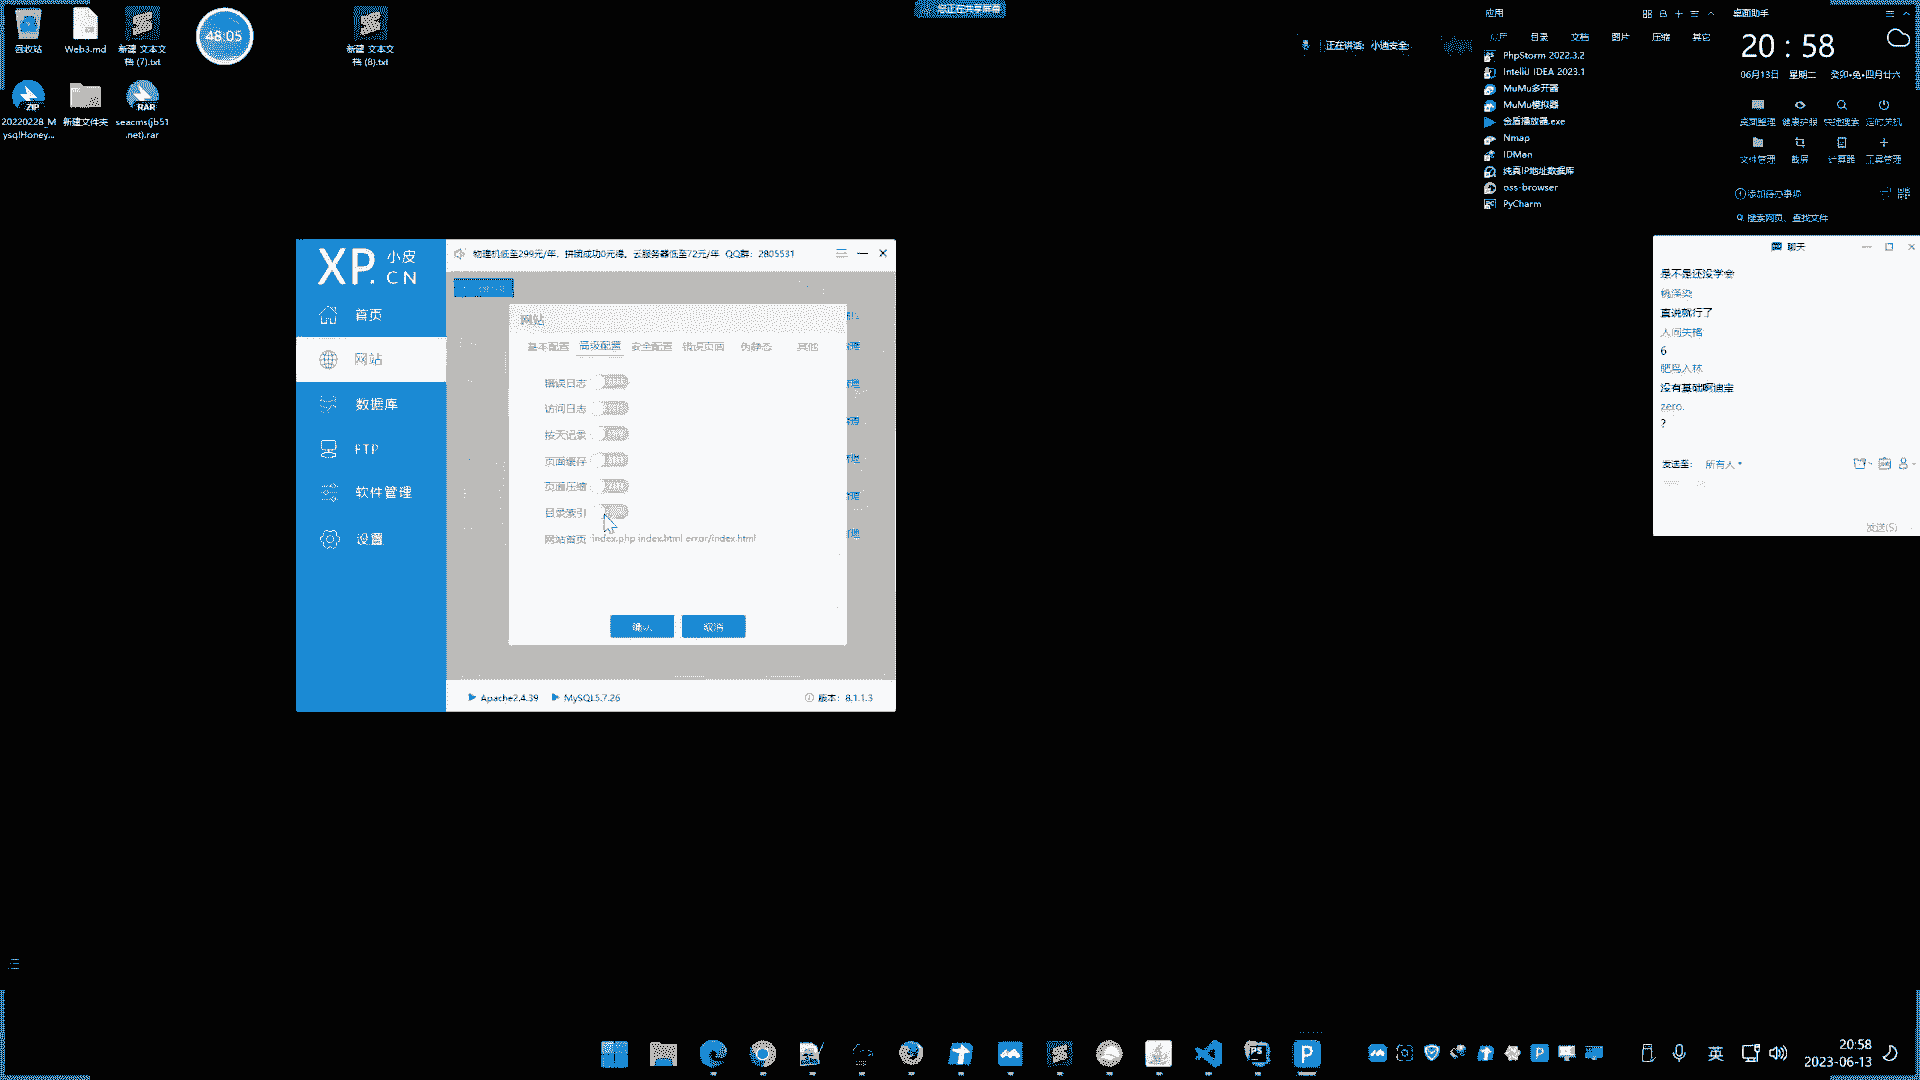 回收站
Web3.md
新建 文本文
档 (7).txt
48:05
新建 文本文
档 (8).txt
ZIP
20220228_M
ysqlHoney...
新建文件夹
RAR
seacms(jb51
.net).rar
您正在共享屏幕
正在讲话: 小迪安全;
应用
目录
文档
图片
压缩
其它
PhpStorm 2022.3.2
IntelliJ IDEA 2023.1
MuMu多开器
MuMu模拟器
金盾播放器.exe
Nmap
IDMan
纯真IP地址数据库
oss-browser
PyCharm
桌面助手
20 : 58
06月13日 星期二 癸卯•兔•四月廿六
桌面整理 健康护眼 快速搜索 定时关机
文件管理 截屏 计算器 工具管理
添加待办事项
搜索网页、查找文件
XP. 小皮
CN
首页
网站
数据库
FTP
软件管理
设置
物理机低至299元/年, 拼团成功0元得。云服务器低至72元/年 QQ群: 2805531
网站
基本配置 高级配置 安全配置 错误页面 伪静态 其他
错误日志
访问日志
按天记录
页面缓存
页面压缩
目录索引
网站首页 index.php index.html error/index.html
确认
取消
Apache2.4.39
MySQL5.7.26
版本: 8.1.1.3
聊天
是不是还没学会
直说就行了
人间失格
6
肥鸟入林
没有基础啊迪宝
zero.
?
发送至: 所有人
发送(S)
英
20:58
2023-06-13